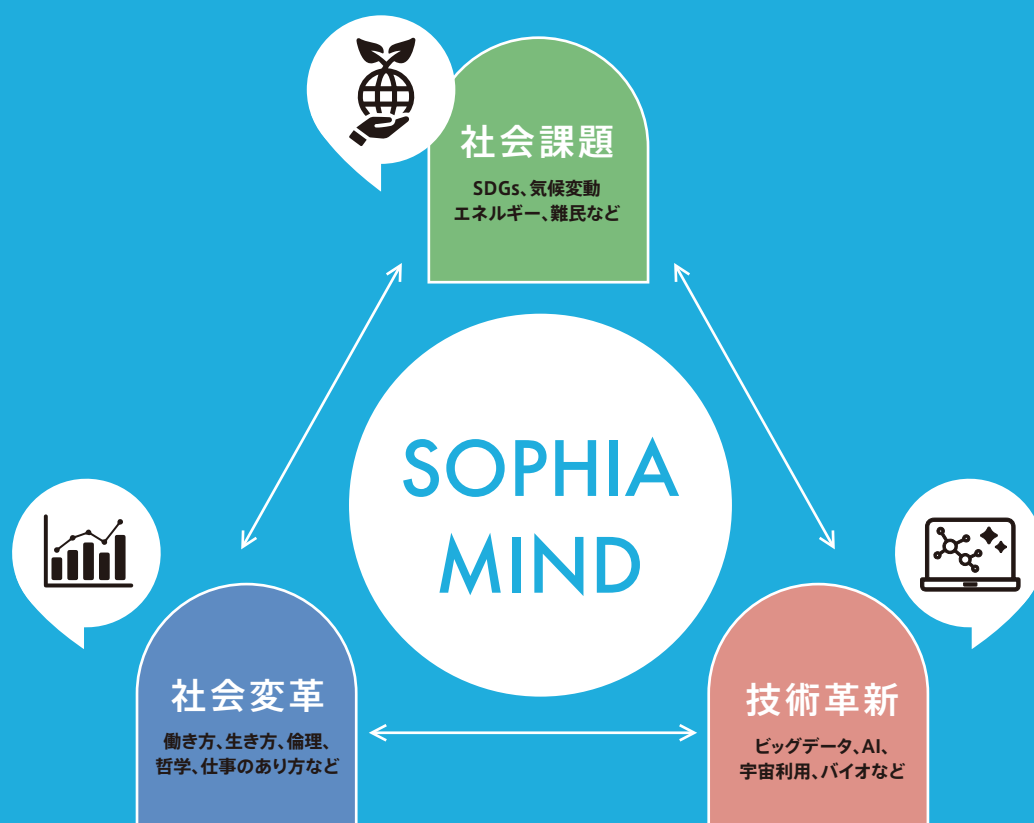 社会課題
SDGs、気候変動
エネルギー、難民など
SOPHIA
MIND
社会変革
働き方、生き方、倫理、
哲学、仕事のあり方など
技術革新
ビッグデータ、AI、
宇宙利用、バイオなど